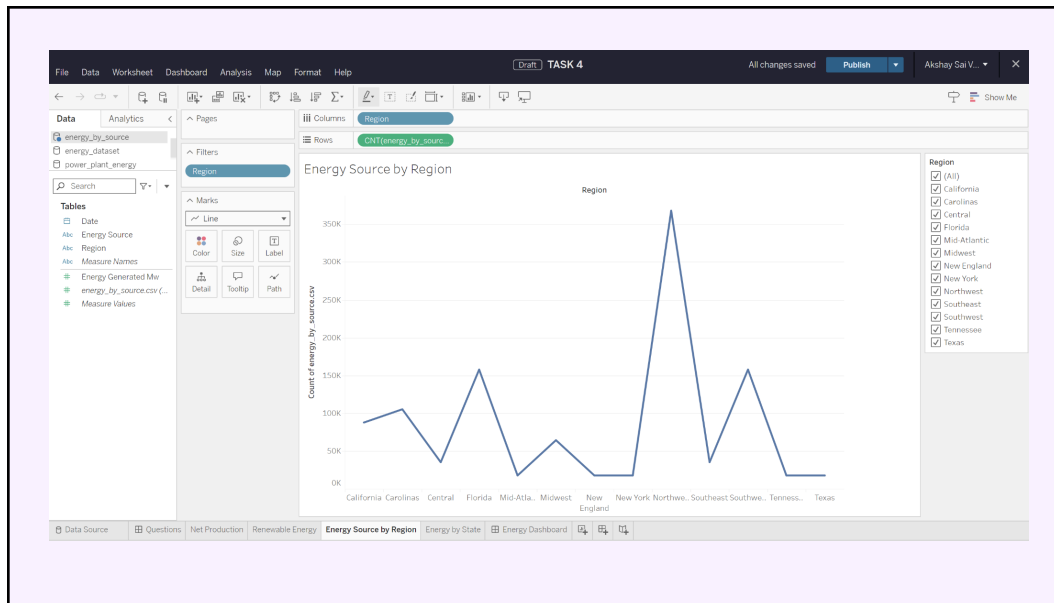 Draft TASK 4
All changes saved
Publish
Akshay Sai V...
File Data Worksheet Dashboard Analysis Map Format Help
Show Me
Data Analytics
energy_by_source
energy_dataset
power_plant_energy
Search
Tables
Date
Abc Energy Source
Abc Region
Abc Measure Names
# Energy Generated Mw
# energy_by_source.csv (...
# Measure Values
Pages
Filters
Region
Marks
Line
Color Size Label
Detail Tooltip Path
Columns Region
Rows CNT(energy_by_sourc..
Energy Source by Region
Region
Count of energy_by_source.csv
350K
300K
250K
200K
150K
100K
50K
0K
California Carolinas Central Florida Mid-Atla.. Midwest New England New York Northwe.. Southeast Southwe.. Tenness.. Texas
Region
(All)
California
Carolinas
Central
Florida
Mid-Atlantic
Midwest
New England
New York
Northwest
Southeast
Southwest
Tennessee
Texas
Data Source Questions Net Production Renewable Energy Energy Source by Region Energy by State Energy Dashboard